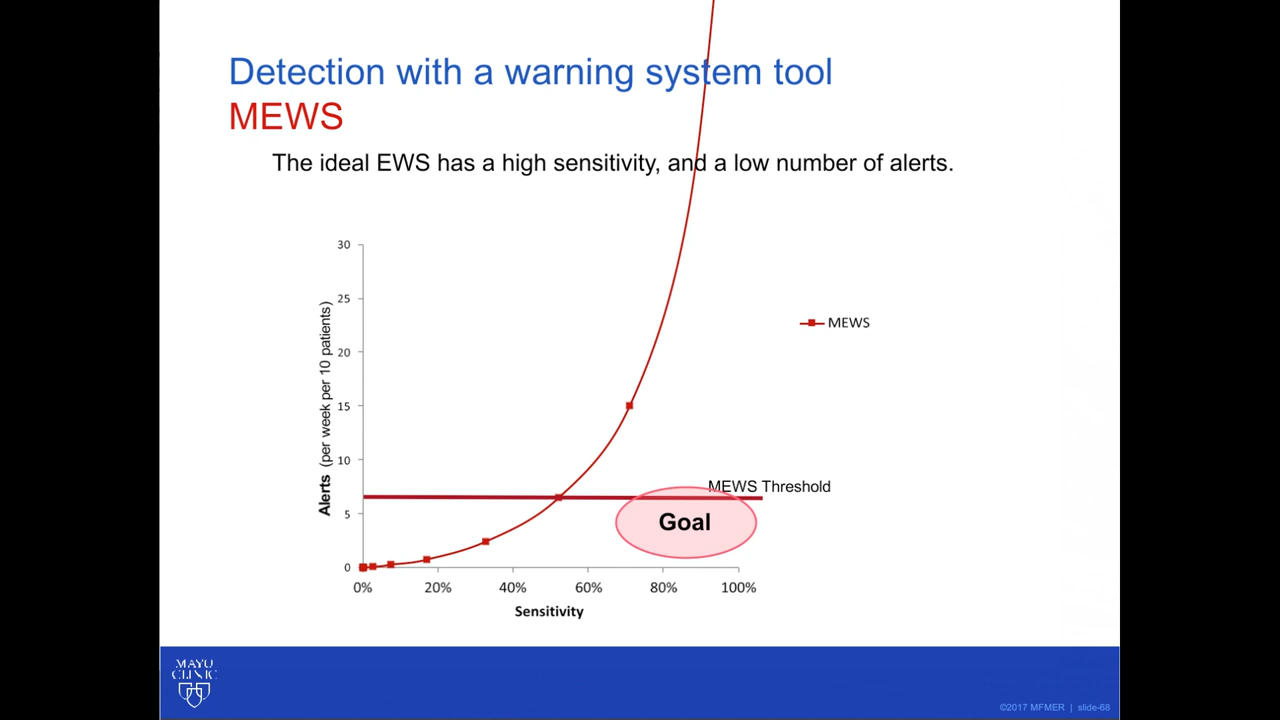 Detection with a warning system tool
MEWS
The ideal EWS has a high sensitivity, and a low number of alerts.
30
25
20
15
10
5
0
Alerts (per week per 10 patients)
MEWS
MEWS Threshold
Goal
0% 20% 40% 60% 80% 100%
Sensitivity
MAYO
CLINIC
©2017 MFMER | slide-68